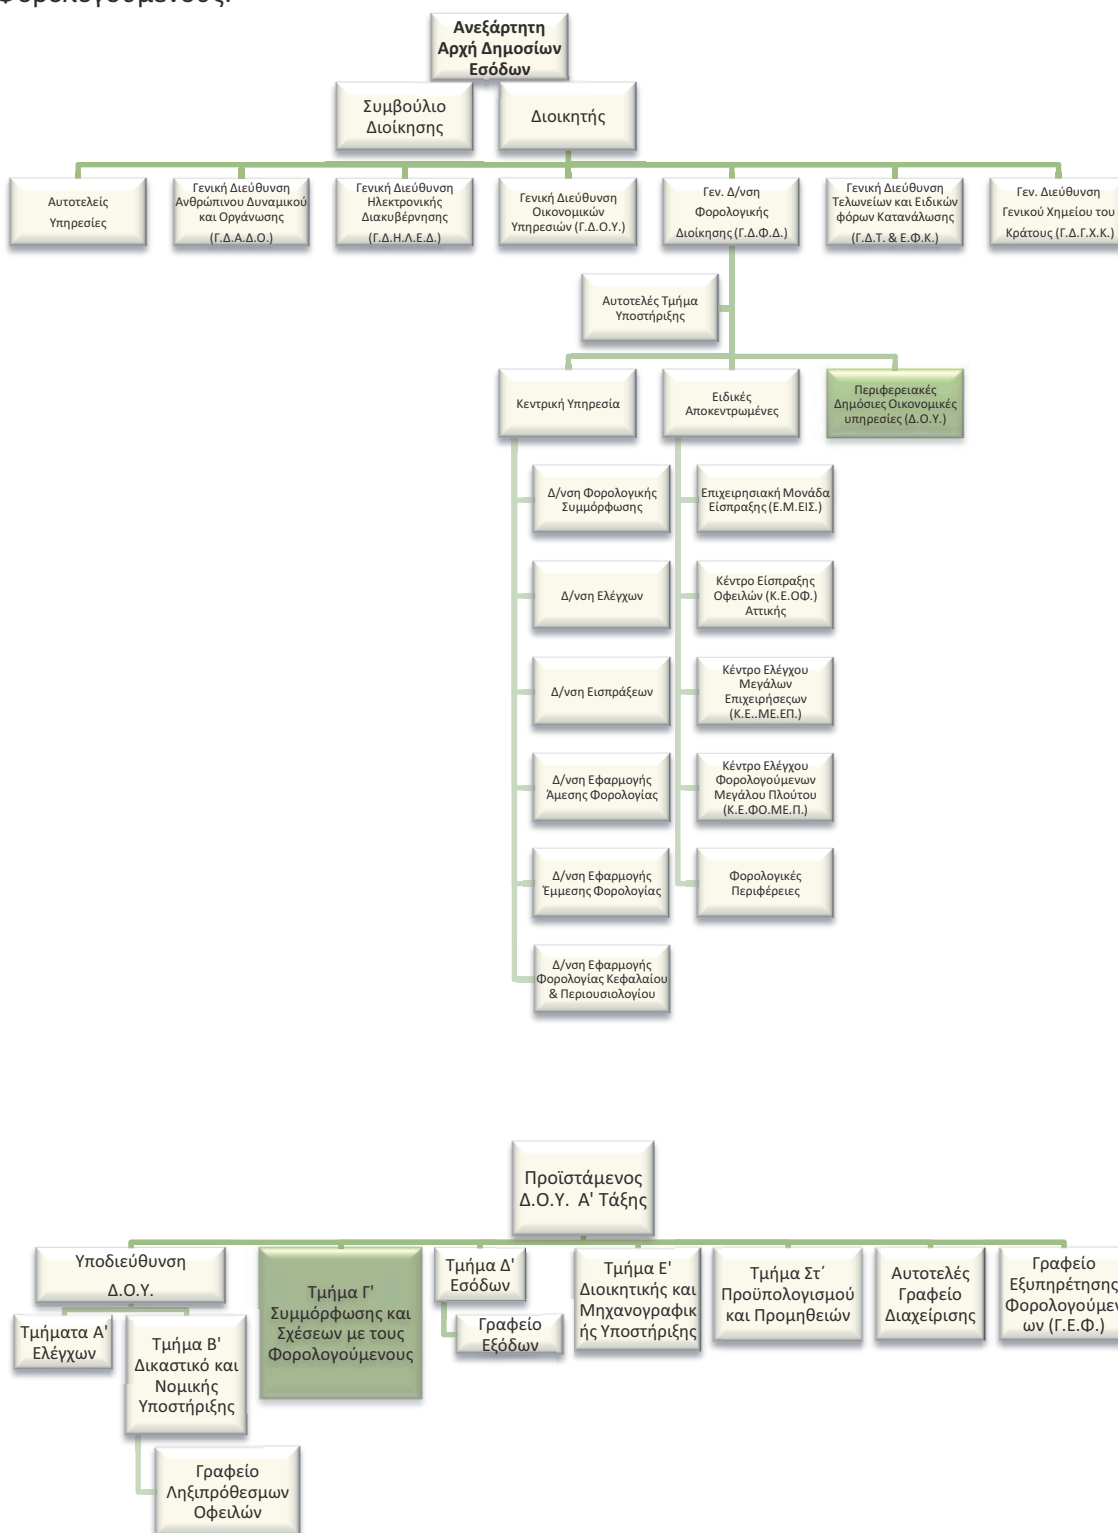 Φορολογούμενους.
Ανεξάρτητη
Αρχή Δημοσίων
Εσόδων
Συμβούλιο
Διοίκησης
Διοικητής
Αυτοτελείς
Υπηρεσίες
Γενική Διεύθυνση
Ανθρώπινου Δυναμικού
και Οργάνωσης
(Γ.Δ.Α.Δ.Ο.)
Γενική Διεύθυνση
Ηλεκτρονικής
Διακυβέρνησης
(Γ.Δ.Η.Λ.Ε.Δ.)
Γενική Διεύθυνση
Οικονομικών
Υπηρεσιών (Γ.Δ.Ο.Υ.)
Γεν. Δ/νση
Φορολογικής
Διοίκησης (Γ.Δ.Φ.Δ.)
Γενική Διεύθυνση
Τελωνείων και Ειδικών
φόρων Κατανάλωσης
(Γ.Δ.Τ. & Ε.Φ.Κ.)
Γεν. Διεύθυνση
Γενικού Χημείου του
Κράτους (Γ.Δ.Γ.Χ.Κ.)
Αυτοτελές Τμήμα
Υποστήριξης
Κεντρική Υπηρεσία
Ειδικές
Αποκεντρωμένες
Περιφερειακές
Δημόσιες Οικονομικές
υπηρεσίες (Δ.Ο.Υ.)
Δ/νση Φορολογικής
Συμμόρφωσης
Δ/νση Ελέγχων
Δ/νση Εισπράξεων
Δ/νση Εφαρμογής
Άμεσης Φορολογίας
Δ/νση Εφαρμογής
Έμμεσης Φορολογίας
Δ/νση Εφαρμογής
Φορολογίας Κεφαλαίου
& Περιουσιολογίου
Επιχειρησιακή Μονάδα
Είσπραξης (Ε.Μ.ΕΙΣ.)
Κέντρο Είσπραξης
Οφειλών (Κ.Ε.ΟΦ.)
Αττικής
Κέντρο Ελέγχου
Μεγάλων
Επιχειρήσεςων
(Κ.Ε..ΜΕ.ΕΠ.)
Κέντρο Ελέγχου
Φορολογούμενων
Μεγάλου Πλούτου
(Κ.Ε.ΦΟ.ΜΕ.Π.)
Φορολογικές
Περιφέρειες
Προϊστάμενος
Δ.Ο.Υ. Α' Τάξης
Υποδιεύθυνση
Δ.Ο.Υ.
Τμήματα Α'
Ελέγχων
Τμήμα Β'
Δικαστικό και
Νομικής
Υποστήριξης
Γραφείο
Ληξιπρόθεσμων
Οφειλών
Τμήμα Γ'
Συμμόρφωσης και
Σχέσεων με τους
Φορολογούμενους
Τμήμα Δ'
Εσόδων
Γραφείο
Εξόδων
Τμήμα Ε'
Διοικητικής και
Μηχανογραφικ
ής Υποστήριξης
Τμήμα Στ΄
Προϋπολογισμού
και Προμηθειών
Αυτοτελές
Γραφείο
Διαχείρισης
Γραφείο
Εξυπηρέτησης
Φορολογούμεν
ων (Γ.Ε.Φ.)